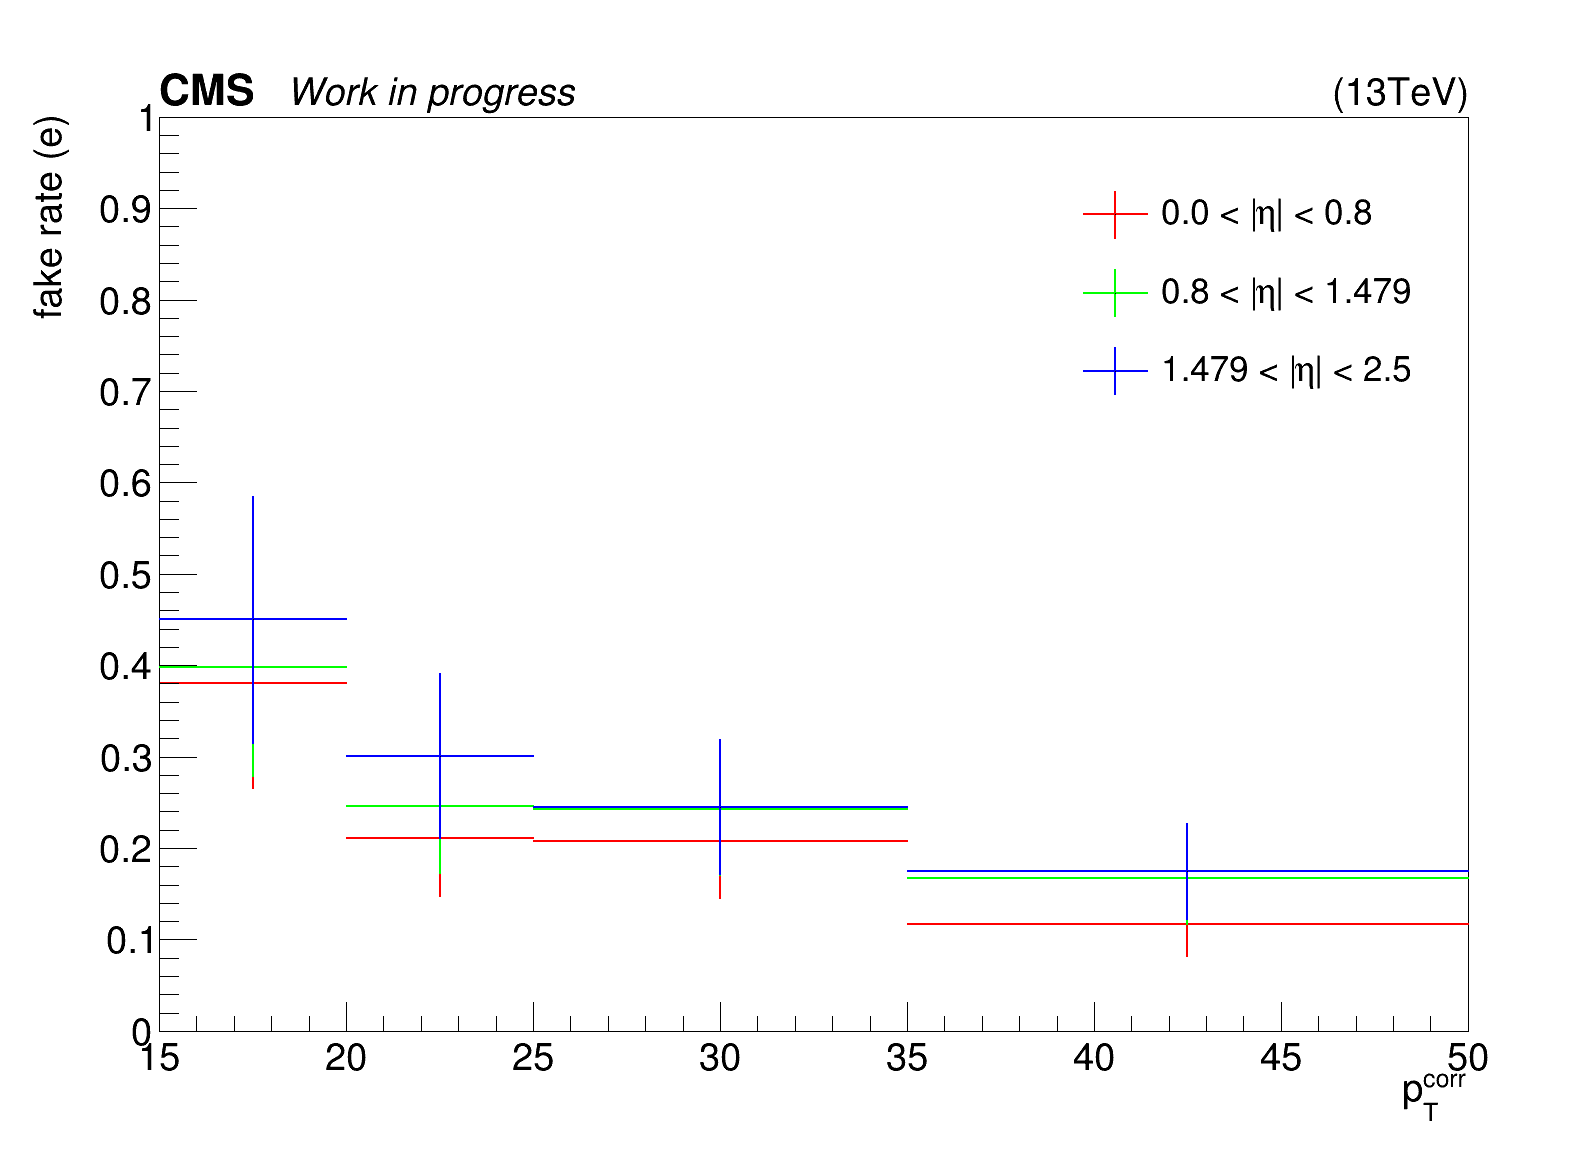 CMS Work in progress (13TeV)
fake rate (e)
1
0.9
0.8
0.7
0.6
0.5
0.4
0.3
0.2
0.1
0
0.0 < |η| < 0.8
0.8 < |η| < 1.479
1.479 < |η| < 2.5
15 20 25 30 35 40 45 50
p_T^corr